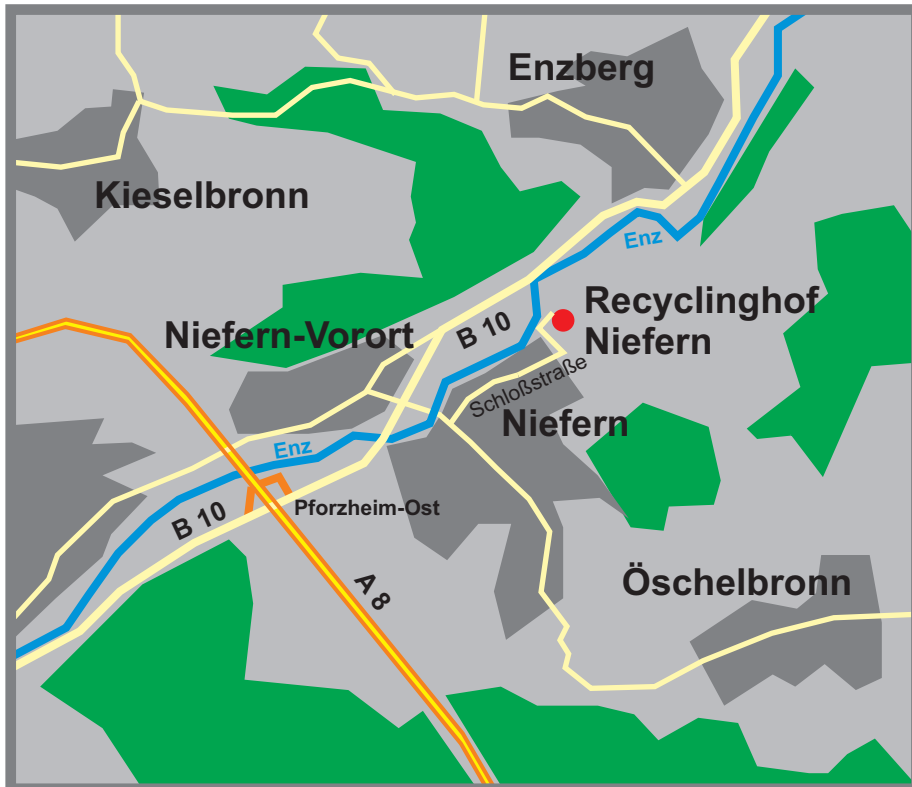 Enzberg
Kieselbronn
Enz
Recyclinghof
Niefern
B 10
Niefern-Vorort
Schloßstraße
Niefern
Enz
Pforzheim-Ost
B 10
A 8
Öschelbronn